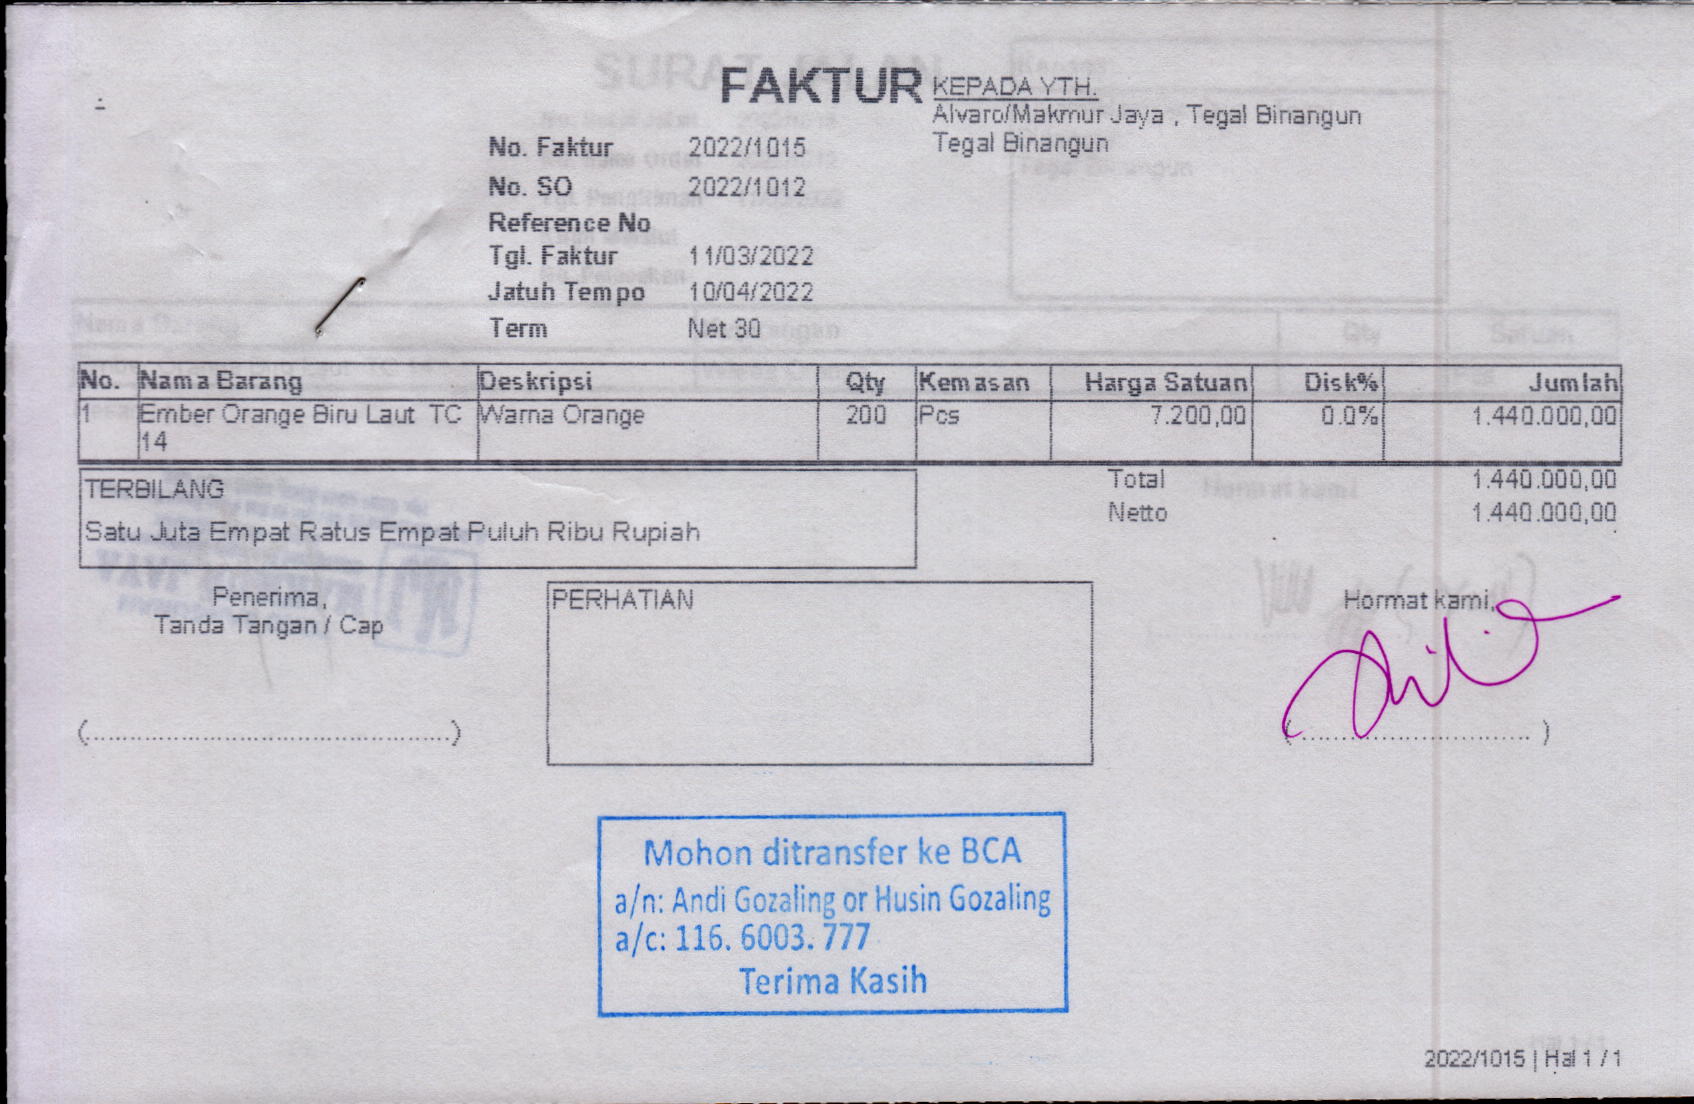 FAKTUR
KEPADA YTH.
Alvaro/Makmur Jaya , Tegal Binangun
Tegal Binangun
No. Faktur 2022/1015
No. SO 2022/1012
Reference No
Tgl. Faktur 11/03/2022
Jatuh Tempo 10/04/2022
Term Net 30
No. Nama Barang Deskripsi Qty Kemasan Harga Satuan Disk% Jumlah
1 Ember Orange Biru Laut TC Warna Orange 200 Pcs 7.200,00 0.0% 1.440.000,00
14
TERBILANG
Satu Juta Empat Ratus Empat Puluh Ribu Rupiah
Total 1.440.000,00
Netto 1.440.000,00
Penerima,
Tanda Tangan / Cap
(.................................................)
PERHATIAN
Hormat kami,
(............................... )
Mohon ditransfer ke BCA
a/n: Andi Gozaling or Husin Gozaling
a/c: 116. 6003. 777
Terima Kasih
2022/1015 | Hal 1 / 1